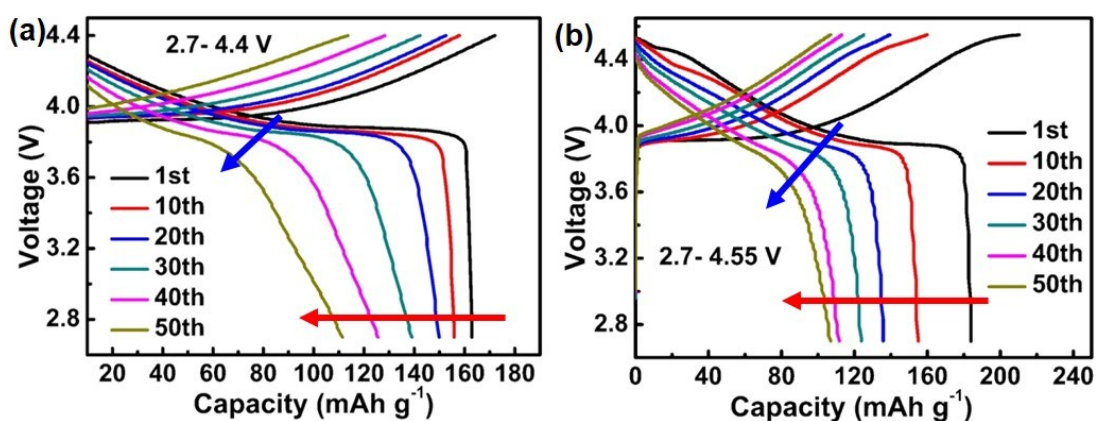 (a)
2.7- 4.4 V
Voltage (V)
4.4
4.0
3.6
3.2
2.8
1st
10th
20th
30th
40th
50th
20 40 60 80 100 120 140 160 180
Capacity (mAh g⁻¹)
(b)
Voltage (V)
4.4
4.0
3.6
3.2
2.8
1st
10th
20th
30th
40th
50th
2.7- 4.55 V
0 40 80 120 160 200 240
Capacity (mAh g⁻¹)